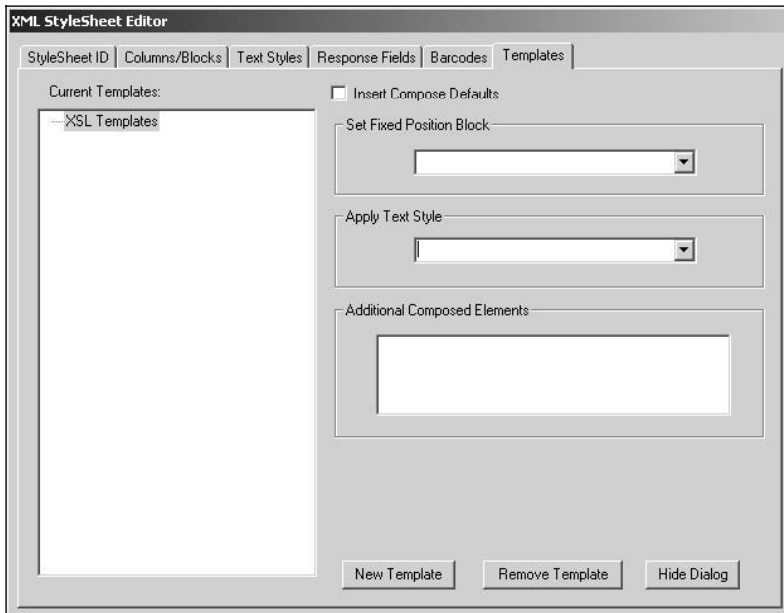 XML StyleSheet Editor
StyleSheet ID Columns/Blocks Text Styles Response Fields Barcodes Templates
Current Templates:
XSL Templates
Insert Compose Defaults
Set Fixed Position Block
Apply Text Style
Additional Composed Elements
New Template Remove Template Hide Dialog